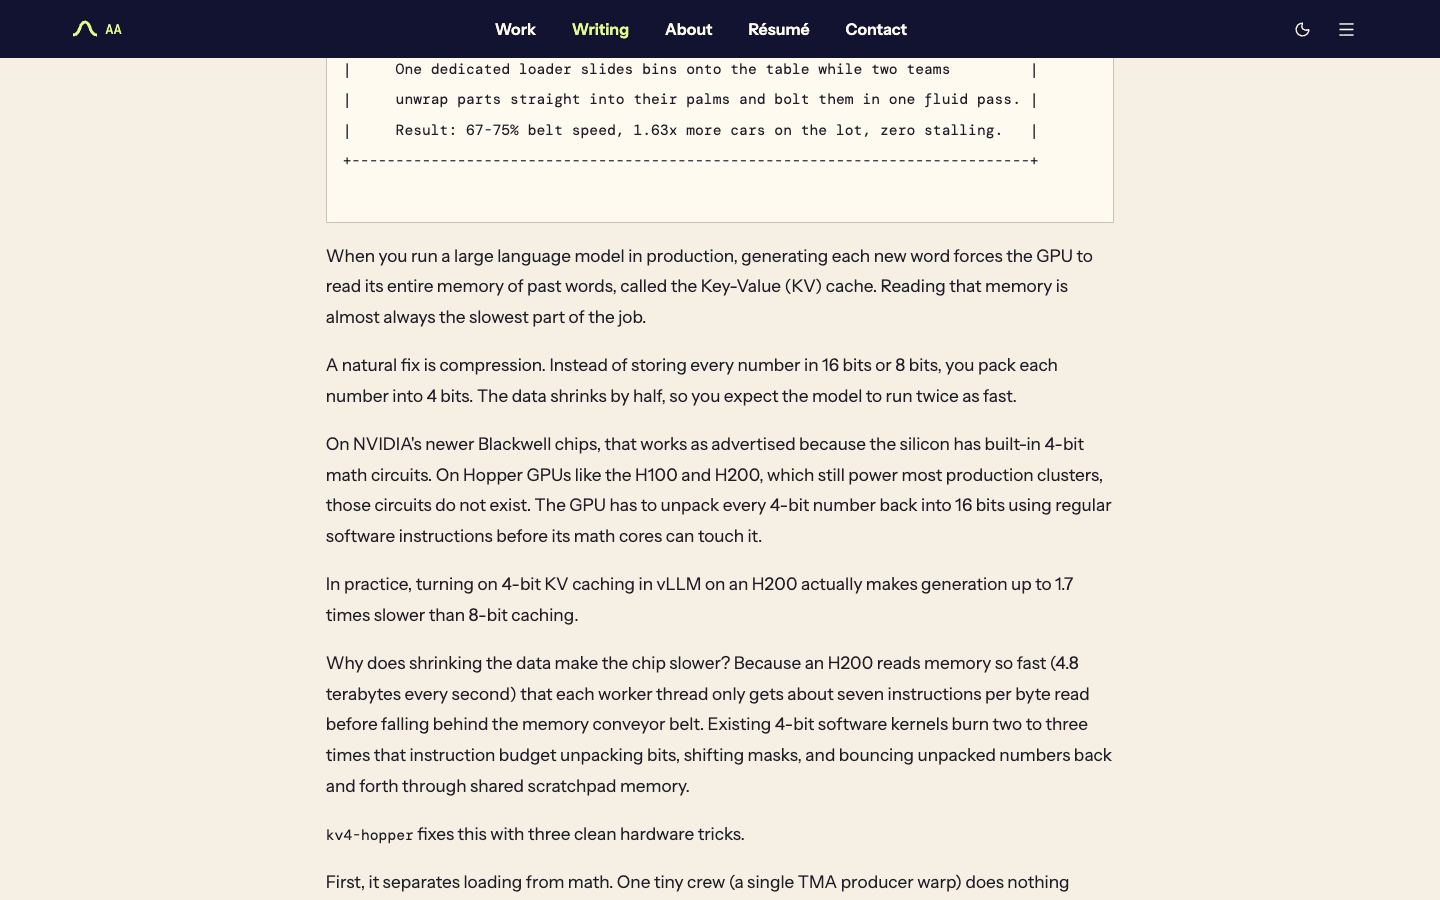 AA
Work Writing About Résumé Contact
| One dedicated loader slides bins onto the table while two teams |
| unwrap parts straight into their palms and bolt them in one fluid pass. |
| Result: 67-75% belt speed, 1.63x more cars on the lot, zero stalling. |
+-----------------------------------------------------------------------------+
When you run a large language model in production, generating each new word forces the GPU to
read its entire memory of past words, called the Key-Value (KV) cache. Reading that memory is
almost always the slowest part of the job.
A natural fix is compression. Instead of storing every number in 16 bits or 8 bits, you pack each
number into 4 bits. The data shrinks by half, so you expect the model to run twice as fast.
On NVIDIA's newer Blackwell chips, that works as advertised because the silicon has built-in 4-bit
math circuits. On Hopper GPUs like the H100 and H200, which still power most production clusters,
those circuits do not exist. The GPU has to unpack every 4-bit number back into 16 bits using regular
software instructions before its math cores can touch it.
In practice, turning on 4-bit KV caching in vLLM on an H200 actually makes generation up to 1.7
times slower than 8-bit caching.
Why does shrinking the data make the chip slower? Because an H200 reads memory so fast (4.8
terabytes every second) that each worker thread only gets about seven instructions per byte read
before falling behind the memory conveyor belt. Existing 4-bit software kernels burn two to three
times that instruction budget unpacking bits, shifting masks, and bouncing unpacked numbers back
and forth through shared scratchpad memory.
kv4-hopper fixes this with three clean hardware tricks.
First, it separates loading from math. One tiny crew (a single TMA producer warp) does nothing